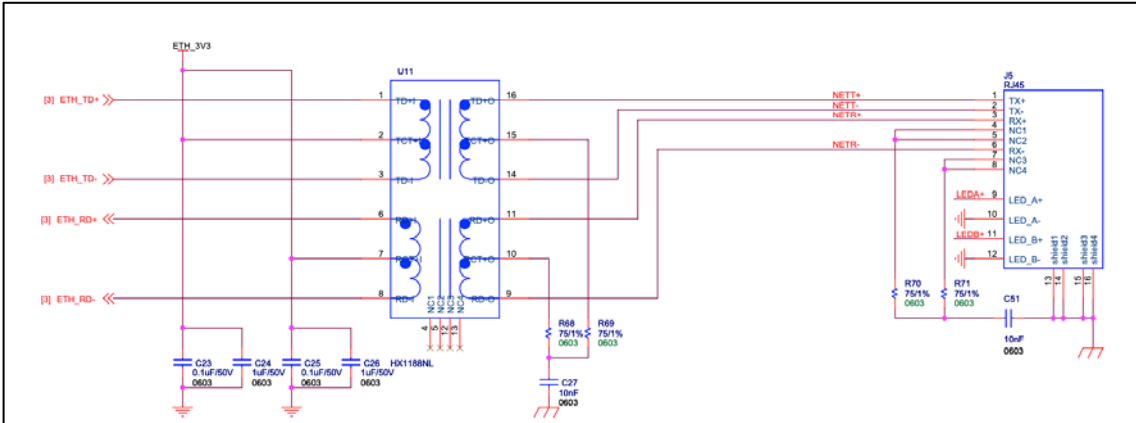 ETH_3V3
U11
J5
RJ45
[3] ETH_TD+
1
TD+I
TD+O
16
NETT+
1
TX+
NETT-
2
TX-
NETR+
3
RX+
4
NC1
2
TCT+I
TCT+O
15
5
NC2
NETR-
6
RX-
7
NC3
8
NC4
[3] ETH_TD-
3
TD-I
TD-O
14
LEDA+
9
LED_A+
[3] ETH_RD+
6
RD+I
RD+O
11
10
LED_A-
LEDB+
11
LED_B+
7
RCT+I
RCT+O
10
12
LED_B-
shield1
shield2
shield3
shield4
13
14
15
16
[3] ETH_RD-
8
RD-I
RD-O
9
NC1
NC2
NC3
NC4
4
5
12
13
R70
75/1%
0603
R71
75/1%
0603
C51
10nF
0603
R68
75/1%
0603
R69
75/1%
0603
C23
0.1uF/50V
0603
C24
1uF/50V
0603
C25
0.1uF/50V
0603
C26
1uF/50V
0603
HX1188NL
C27
10nF
0603